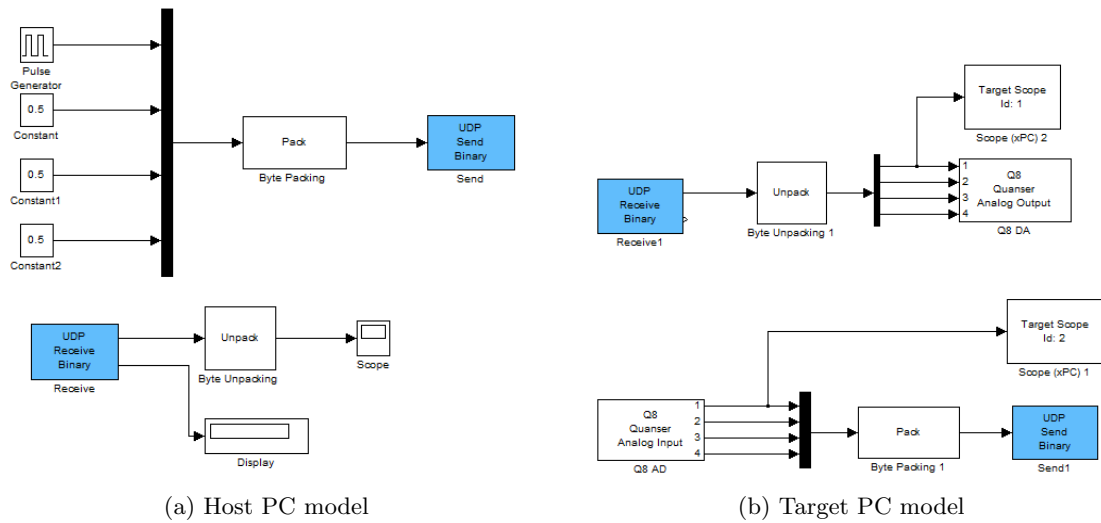 Pulse
Generator
0.5
Constant
0.5
Constant1
0.5
Constant2
Pack
Byte Packing
UDP
Send
Binary
Send
UDP
Receive
Binary
Receive
Unpack
Byte Unpacking
Scope
Display
(a) Host PC model
UDP
Receive
Binary
Receive1
Unpack
Byte Unpacking 1
Target Scope
Id: 1
Scope (xPC) 2
1
2
3
4
Q8
Quanser
Analog Output
Q8 DA
Q8
Quanser
Analog Input
1
2
3
4
Q8 AD
Target Scope
Id: 2
Scope (xPC) 1
Pack
Byte Packing 1
UDP
Send
Binary
Send1
(b) Target PC model